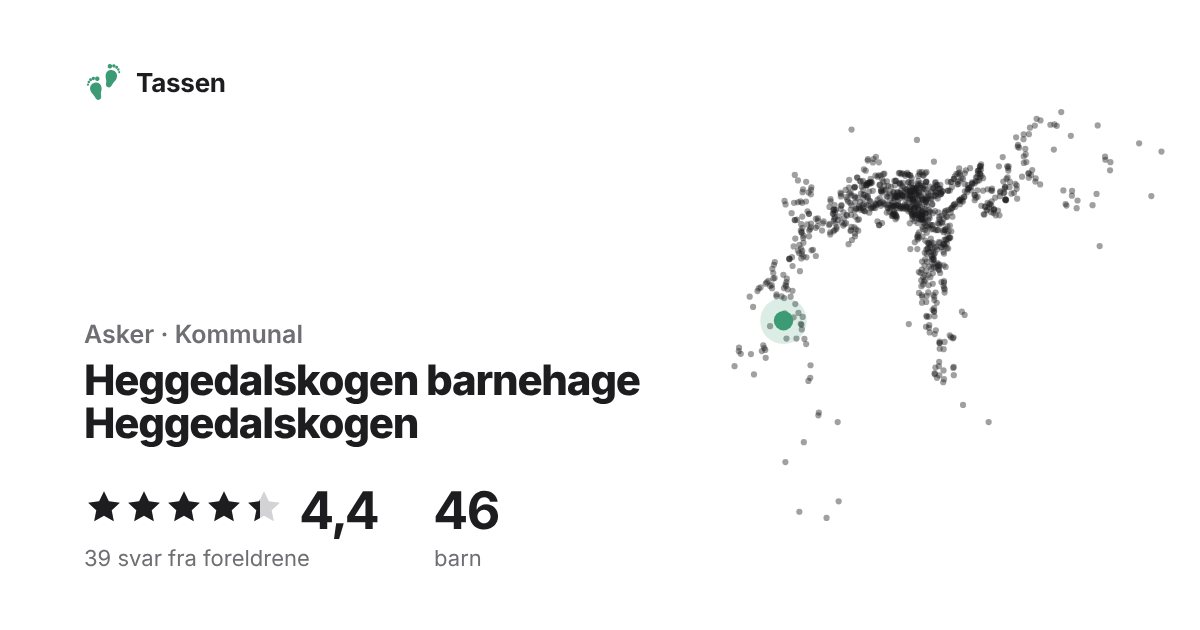 Tassen
Asker · Kommunal
Heggedalskogen barnehage
Heggedalskogen
4,4
46
39 svar fra foreldrene
barn